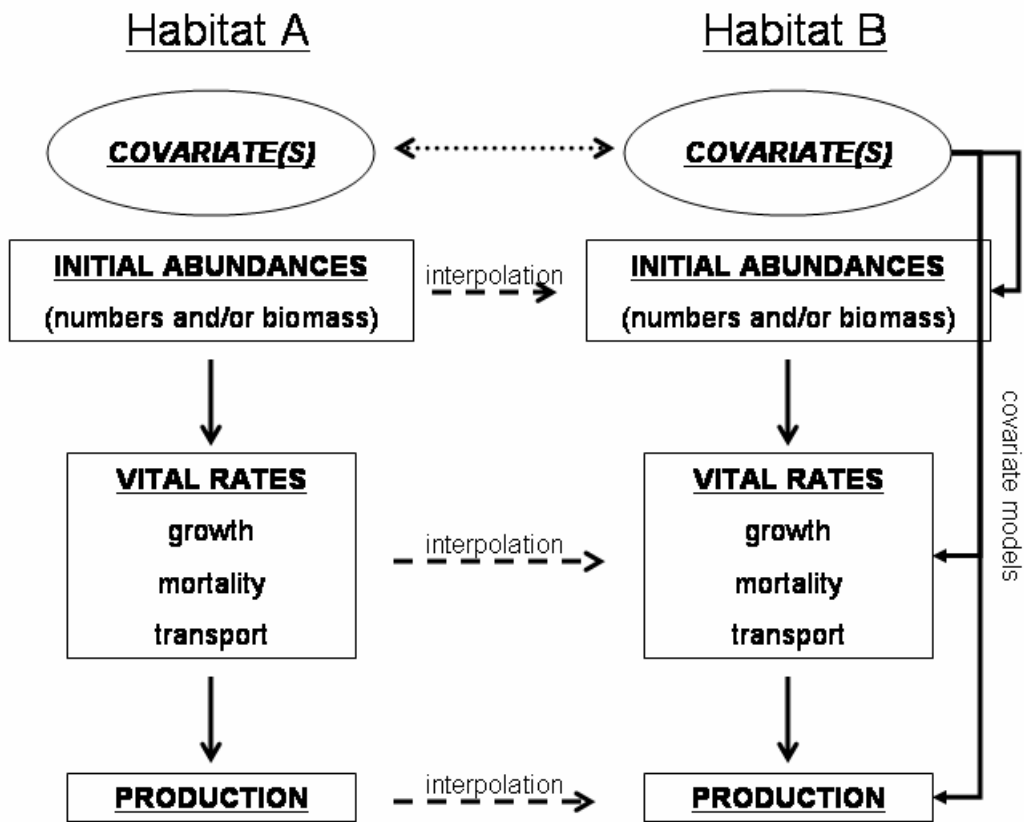 Habitat A
Habitat B
COVARIATE(S)
COVARIATE(S)
INITIAL ABUNDANCES
(numbers and/or biomass)
interpolation
INITIAL ABUNDANCES
(numbers and/or biomass)
covariate models
VITAL RATES
growth
mortality
transport
interpolation
VITAL RATES
growth
mortality
transport
PRODUCTION
interpolation
PRODUCTION